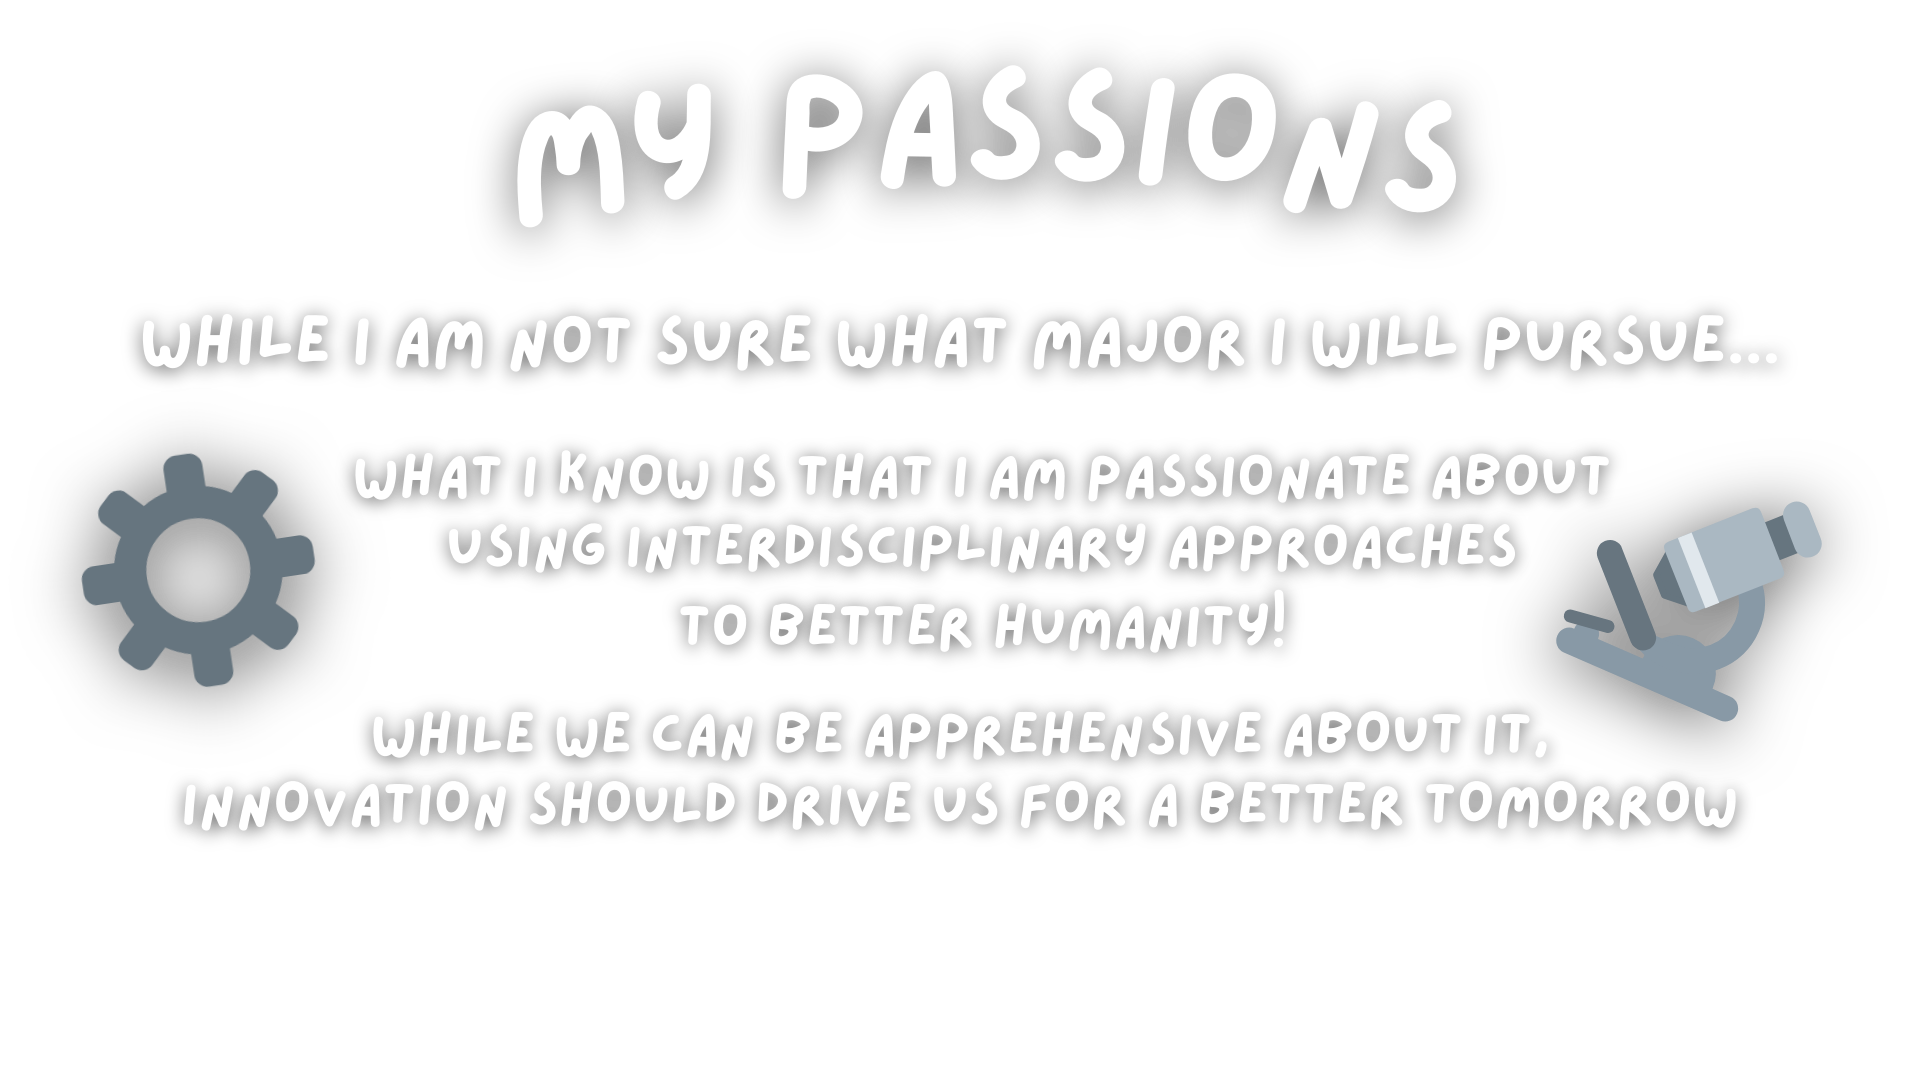 MY PASSIONS
WHILE I AM NOT SURE WHAT MAJOR I WILL PURSUE...
WHAT I KNOW IS THAT I AM PASSIONATE ABOUT
USING INTERDISCIPLINARY APPROACHES
TO BETTER HUMANITY!
WHILE WE CAN BE APPREHENSIVE ABOUT IT,
INNOVATION SHOULD DRIVE US FOR A BETTER TOMORROW